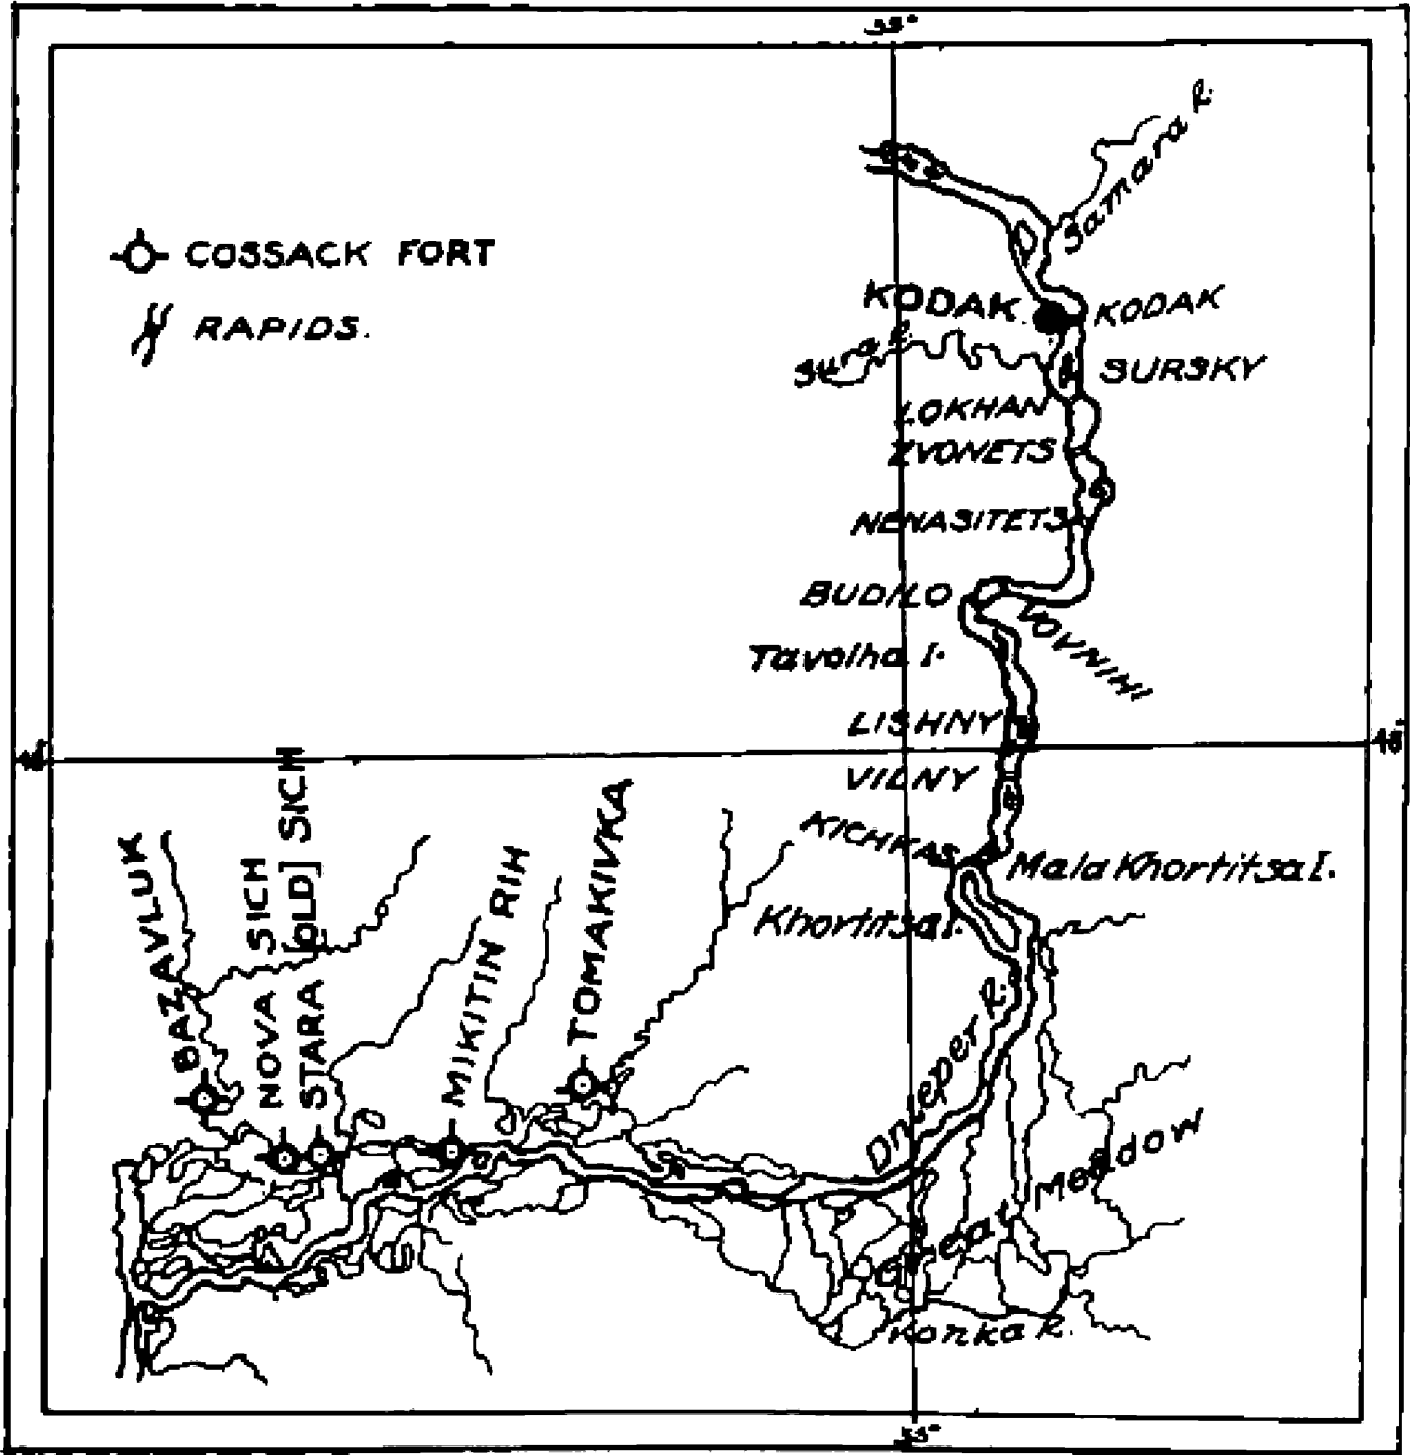 35°
Samara R.
COSSACK FORT
RAPIDS.
KODAK
KODAK
Sura R.
SURSKY
LOKHAN
ZVONETS
NENASITETS
BUDILO
VOVNIHI
Tavolha I.
LISHNY
48°
VILNY
KICHKAS
Mala Khortitsa I.
Khortitsa I.
BAZAVLUK
NOVA SICH
STARA [OLD] SICH
MIKITIN RIH
TOMAKIVKA
Dnieper R.
Great Meadow
Konka R.
35°